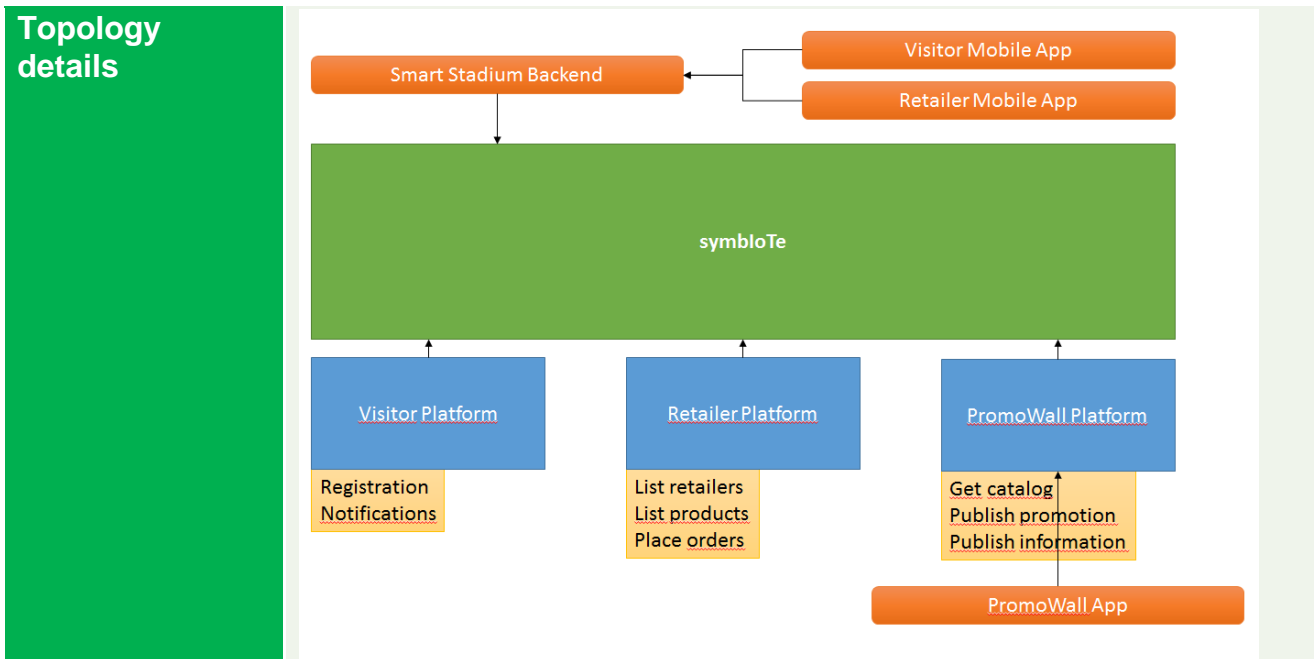 Topology
details
Visitor Mobile App
Smart Stadium Backend
Retailer Mobile App
symbIoTe
Visitor Platform
Retailer Platform
PromoWall Platform
Registration
Notifications
List retailers
List products
Place orders
Get catalog
Publish promotion
Publish information
PromoWall App